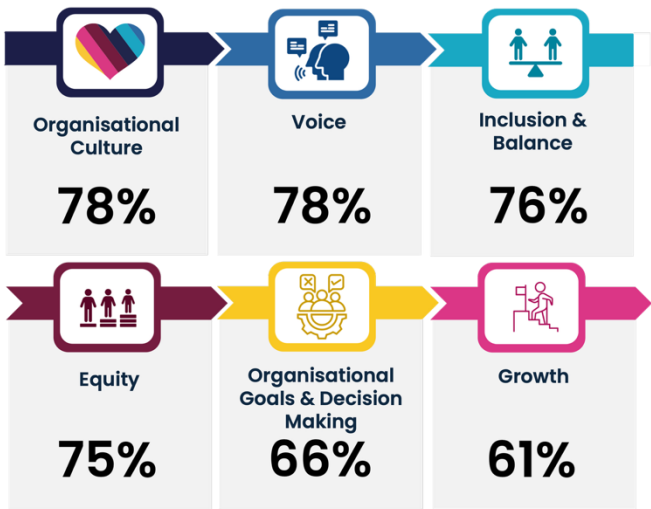 Organisational
Culture
78%
Voice
78%
Inclusion &
Balance
76%
Equity
75%
Organisational
Goals & Decision
Making
66%
Growth
61%